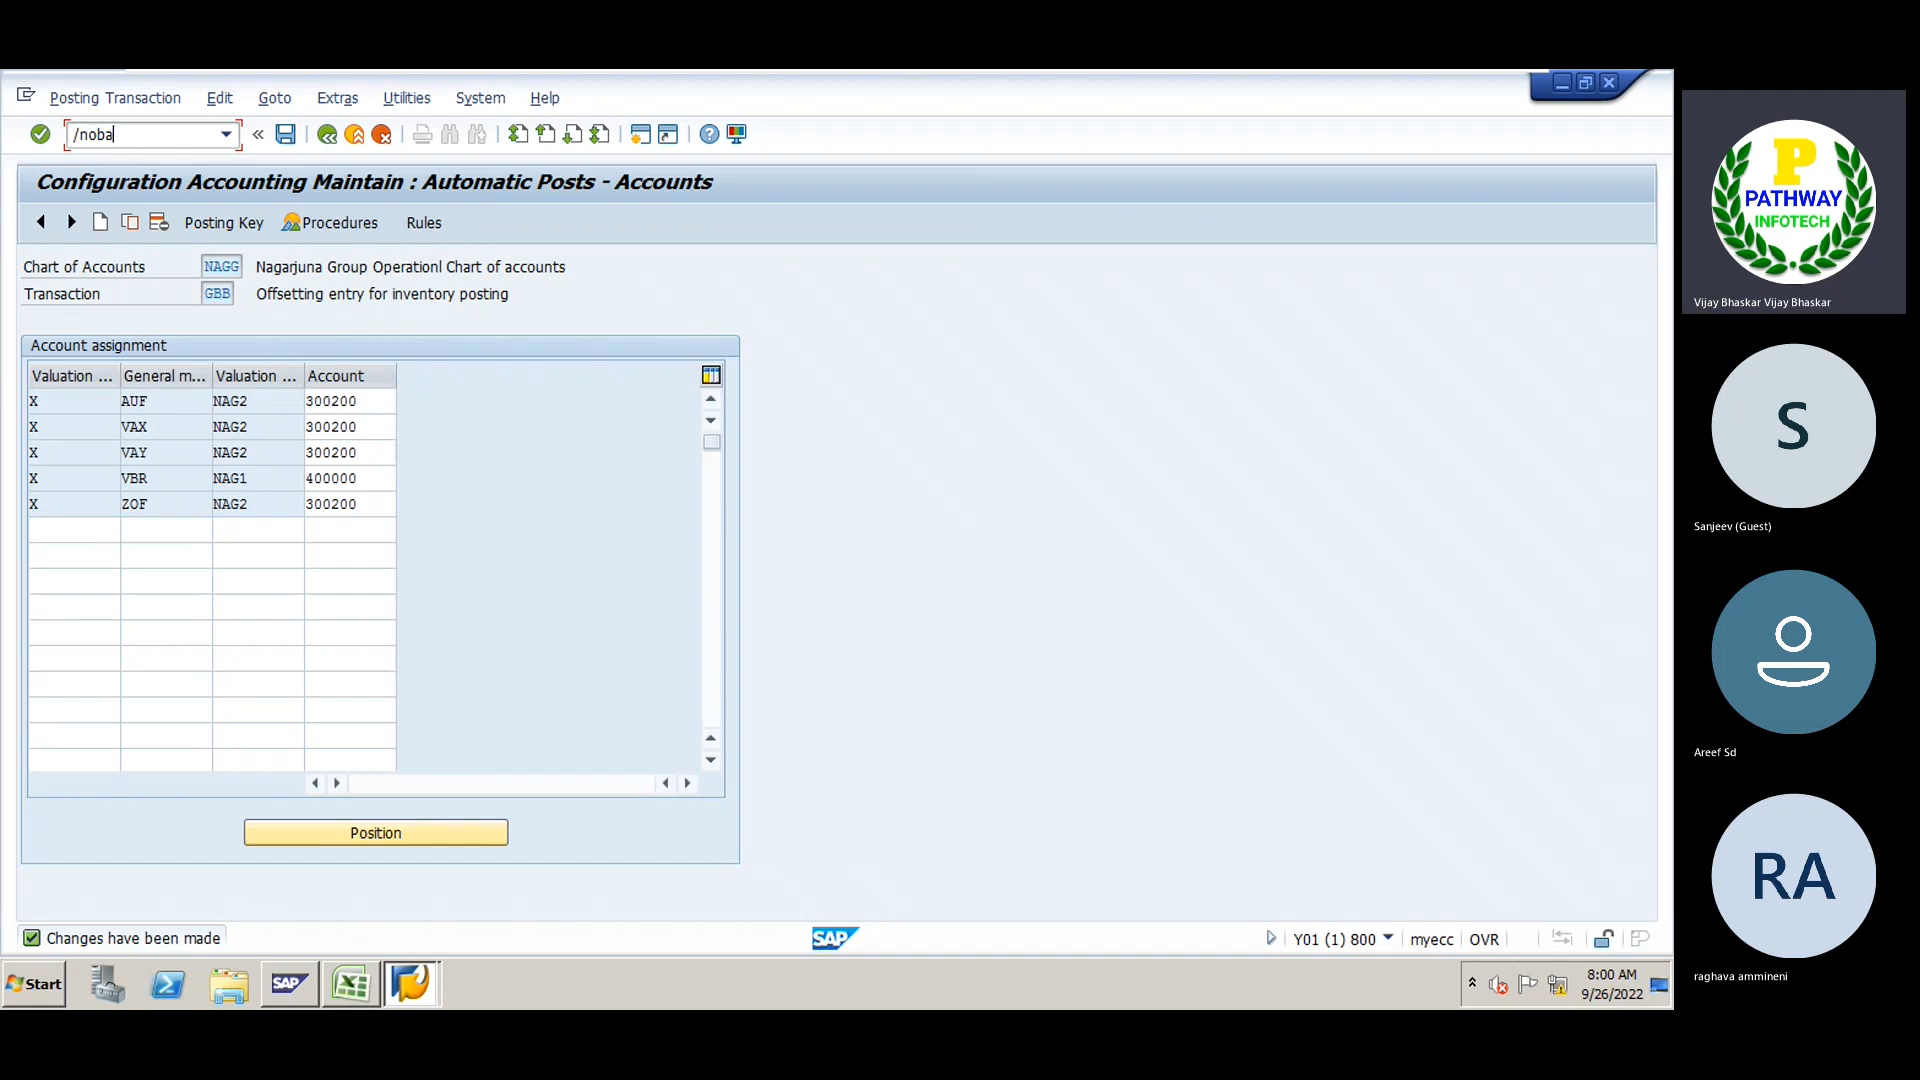 Posting Transaction Edit Goto Extras Utilities System Help
/noba
Configuration Accounting Maintain : Automatic Posts - Accounts
Posting Key Procedures Rules
Chart of Accounts NAGG Nagarjuna Group Operationl Chart of accounts
Transaction GBB Offsetting entry for inventory posting
Account assignment
Valuation ... General m... Valuation ... Account
X AUF NAG2 300200
X VAX NAG2 300200
X VAY NAG2 300200
X VBR NAG1 400000
X ZOF NAG2 300200
Position
Changes have been made
SAP
Y01 (1) 800 myecc OVR
Start
SAP
8:00 AM
9/26/2022
P
PATHWAY
INFOTECH
Vijay Bhaskar Vijay Bhaskar
S
Sanjeev (Guest)
Areef Sd
RA
raghava ammineni